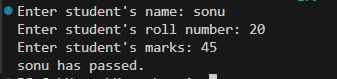 Enter student's name: sonu
Enter student's roll number: 20
Enter student's marks: 45
sonu has passed.